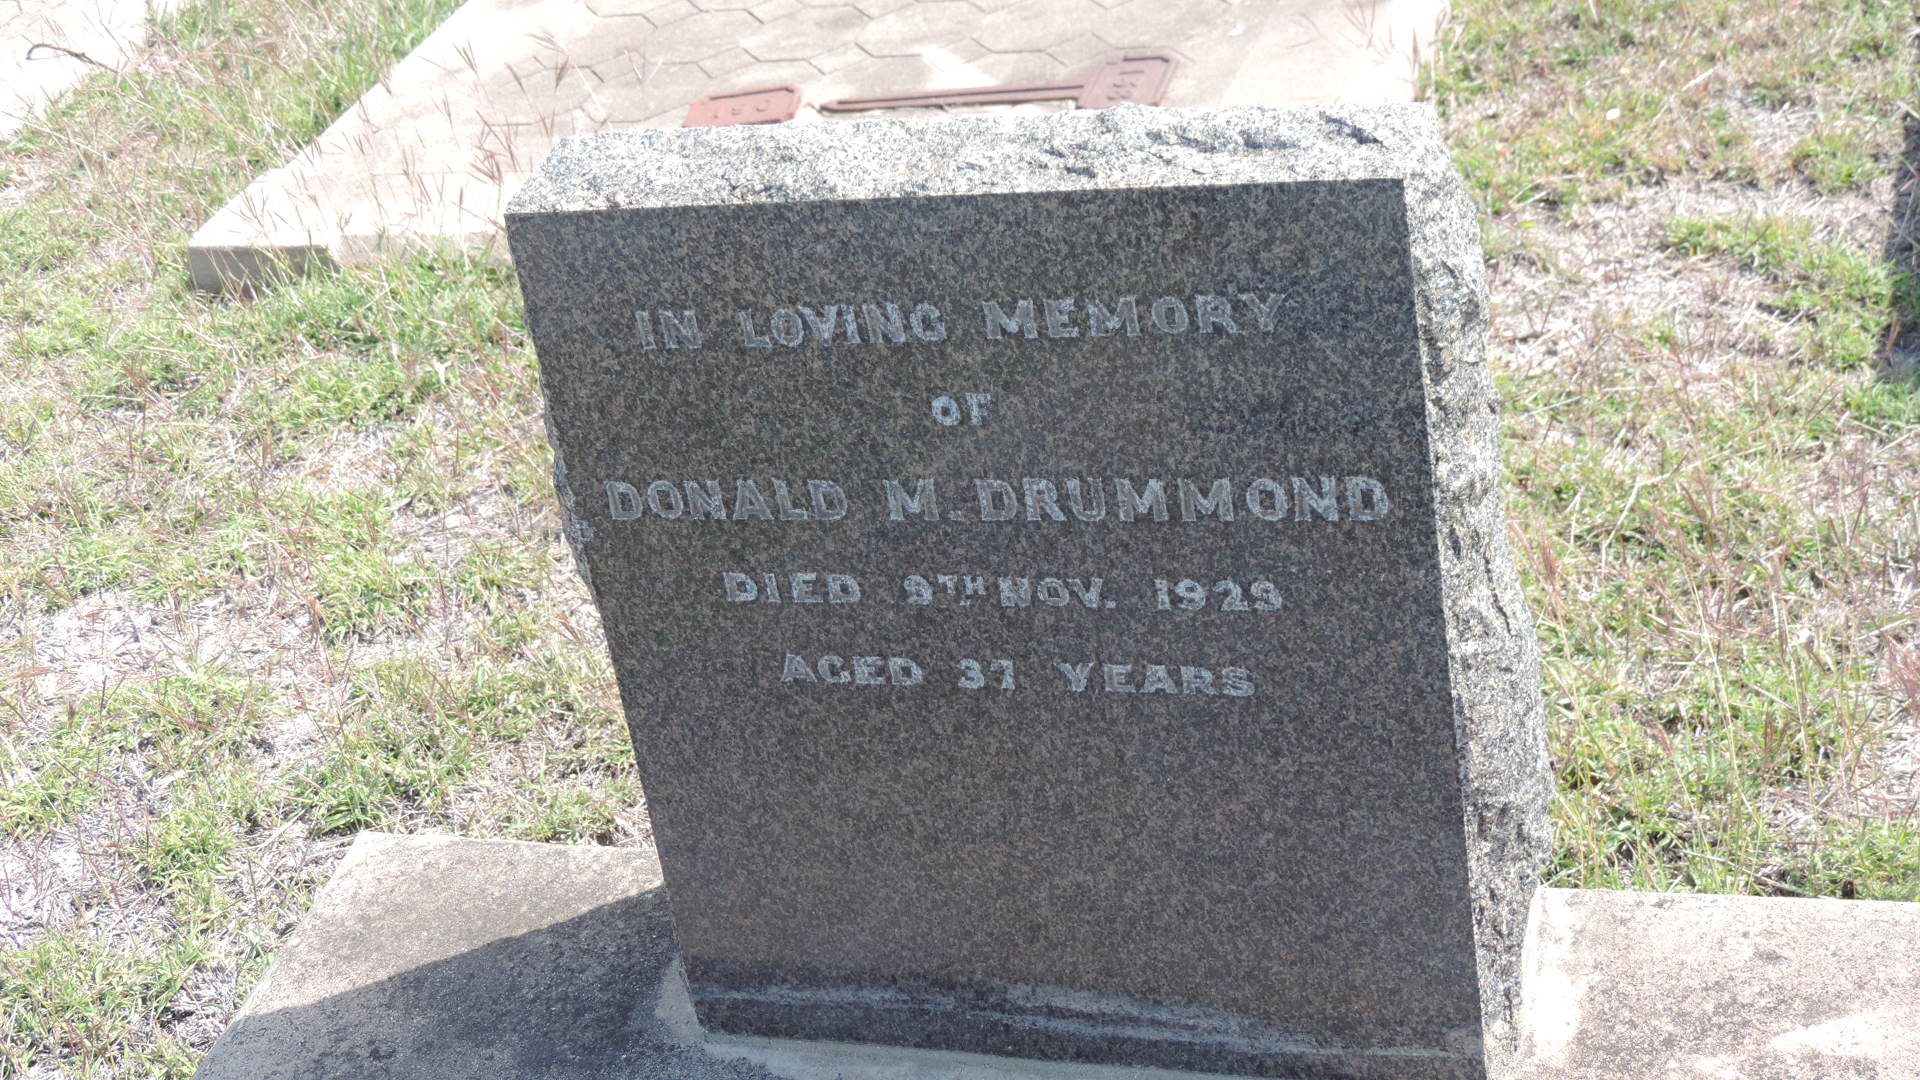 IN LOVING MEMORY
OF
DONALD M. DRUMMOND
DIED 9TH NOV. 1929
AGED 37 YEARS